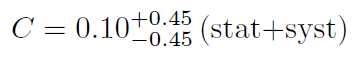 C = 0.10^{+0.45}_{-0.45} (stat+syst)